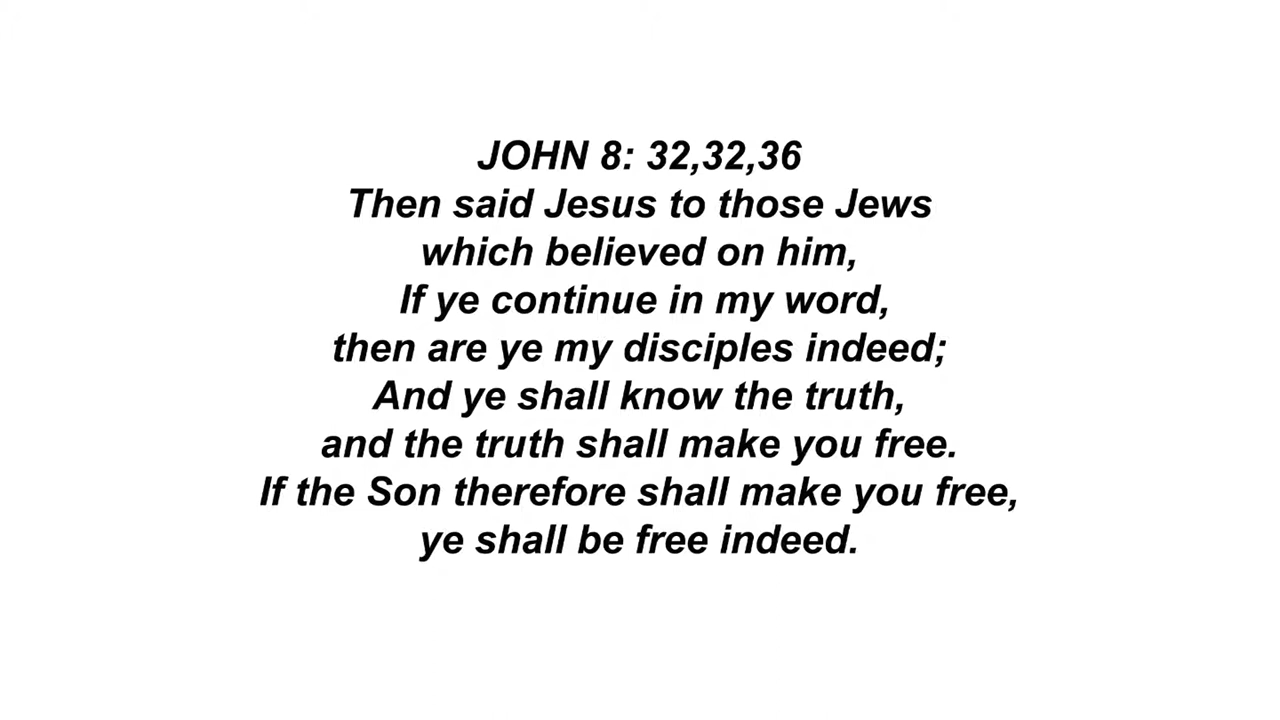 JOHN 8: 32,32,36
Then said Jesus to those Jews
which believed on him,
If ye continue in my word,
then are ye my disciples indeed;
And ye shall know the truth,
and the truth shall make you free.
If the Son therefore shall make you free,
ye shall be free indeed.